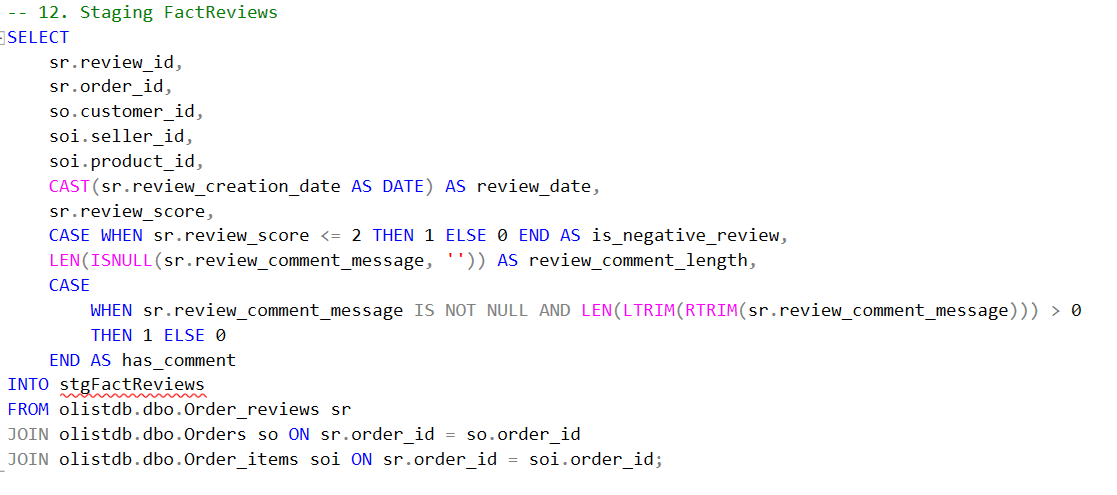 -- 12. Staging FactReviews
SELECT
    sr.review_id,
    sr.order_id,
    so.customer_id,
    soi.seller_id,
    soi.product_id,
    CAST(sr.review_creation_date AS DATE) AS review_date,
    sr.review_score,
    CASE WHEN sr.review_score <= 2 THEN 1 ELSE 0 END AS is_negative_review,
    LEN(ISNULL(sr.review_comment_message, '')) AS review_comment_length,
    CASE
        WHEN sr.review_comment_message IS NOT NULL AND LEN(LTRIM(RTRIM(sr.review_comment_message))) > 0
        THEN 1 ELSE 0
    END AS has_comment
INTO stgFactReviews
FROM olistdb.dbo.Order_reviews sr
JOIN olistdb.dbo.Orders so ON sr.order_id = so.order_id
JOIN olistdb.dbo.Order_items soi ON sr.order_id = soi.order_id;